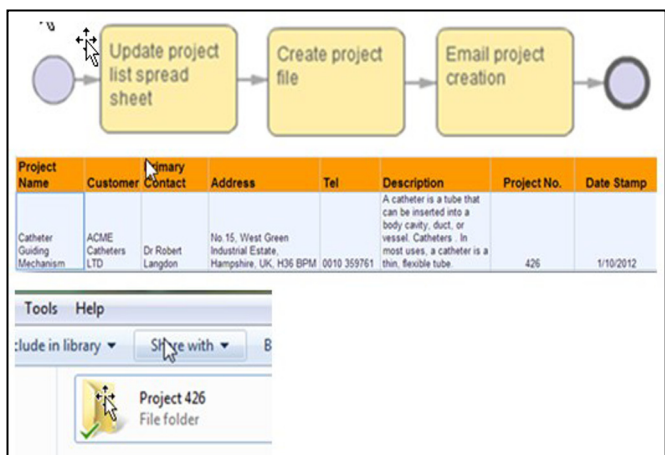 Update project
list spread
sheet
Create project
file
Email project
creation
Project
Name
Customer
Primary
Contact
Address
Tel
Description
Project No.
Date Stamp
Catheter
Guiding
Mechanism
ACME
Catheters
LTD
Dr Robert
Langdon
No.15, West Green
Industrial Estate,
Hampshire, UK, H36 BPM
0010 359761
A catheter is a tube that
can be inserted into a
body cavity, duct, or
vessel. Catheters . In
most uses, a catheter is a
thin, flexible tube.
426
1/10/2012
Tools Help
clude in library
Share with
B
Project 426
File folder